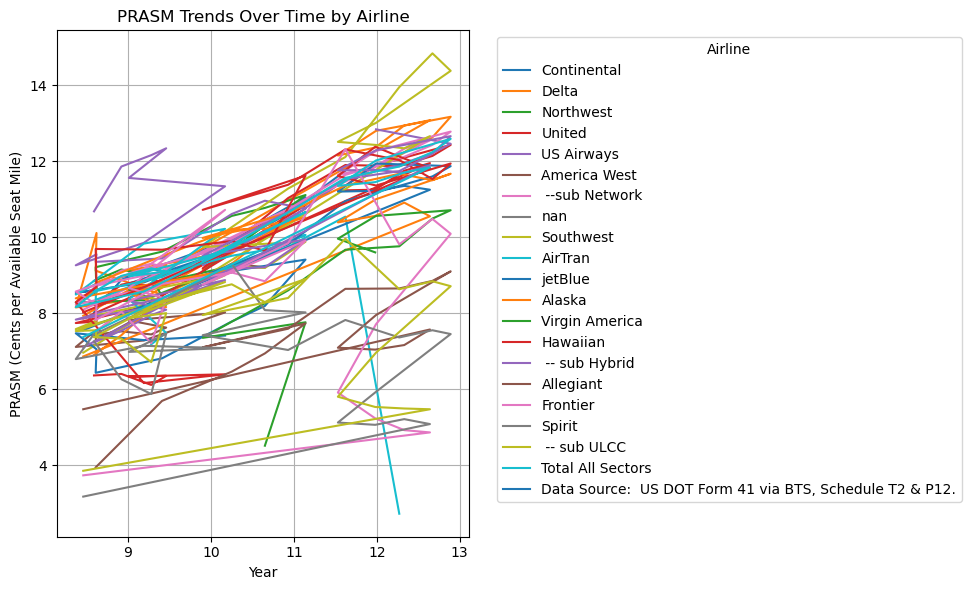 PRASM Trends Over Time by Airline
PRASM (Cents per Available Seat Mile)
14
12
10
8
6
4
9
10
11
12
13
Year
Airline
Continental
Delta
Northwest
United
US Airways
America West
--sub Network
nan
Southwest
AirTran
jetBlue
Alaska
Virgin America
Hawaiian
-- sub Hybrid
Allegiant
Frontier
Spirit
-- sub ULCC
Total All Sectors
Data Source:  US DOT Form 41 via BTS, Schedule T2 & P12.